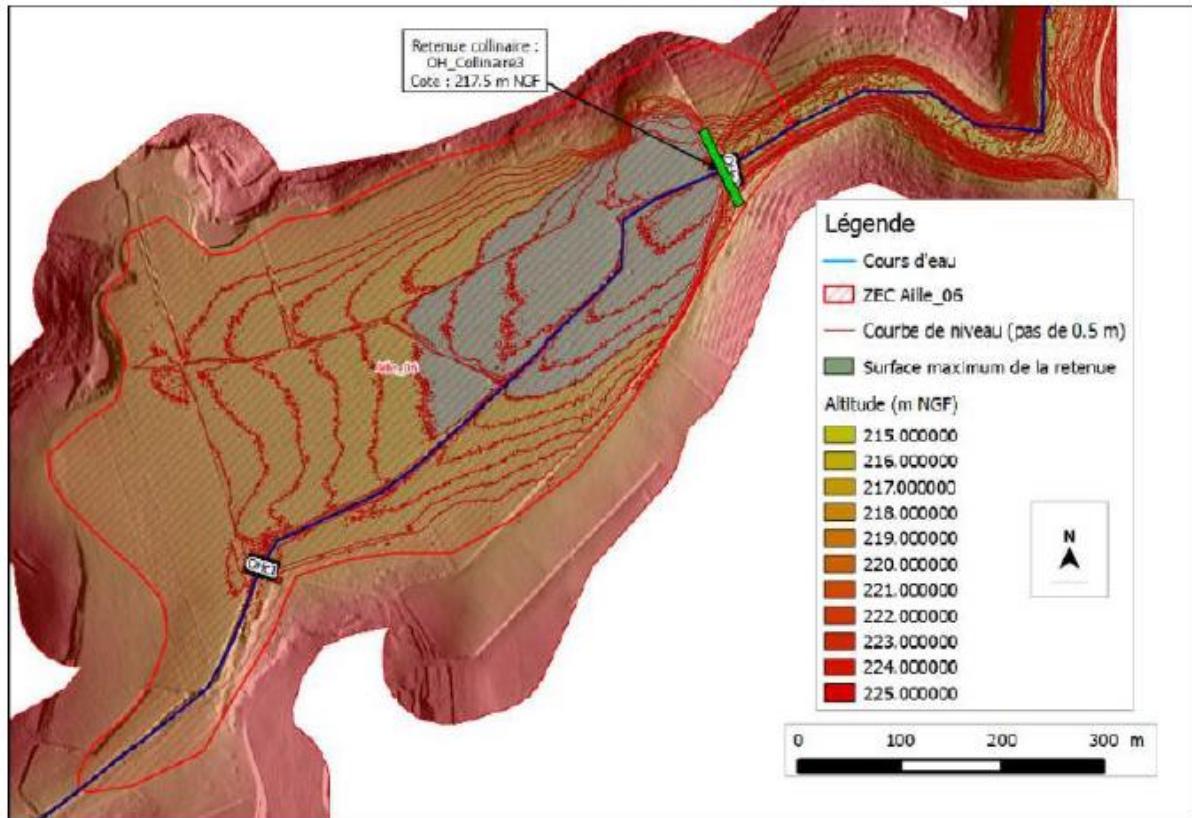 Retenue collinaire :
OH_Collinaire3
Cote : 217.5 m NGF
Aille_06
Légende
Cours d'eau
ZEC Aille_06
Courbe de niveau (pas de 0.5 m)
Surface maximum de la retenue
Altitude (m NGF)
215.000000
216.000000
217.000000
218.000000
219.000000
220.000000
221.000000
222.000000
223.000000
224.000000
225.000000
N
0 100 200 300 m